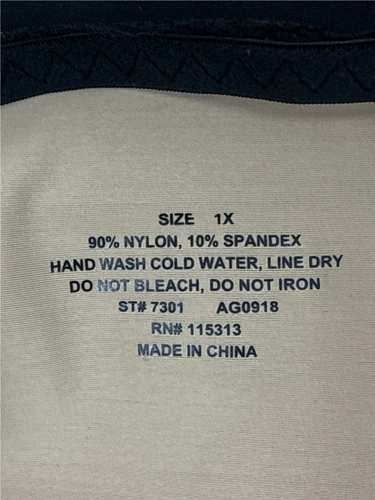 SIZE 1X
90% NYLON, 10% SPANDEX
HAND WASH COLD WATER, LINE DRY
DO NOT BLEACH, DO NOT IRON
ST# 7301 AG0918
RN# 115313
MADE IN CHINA